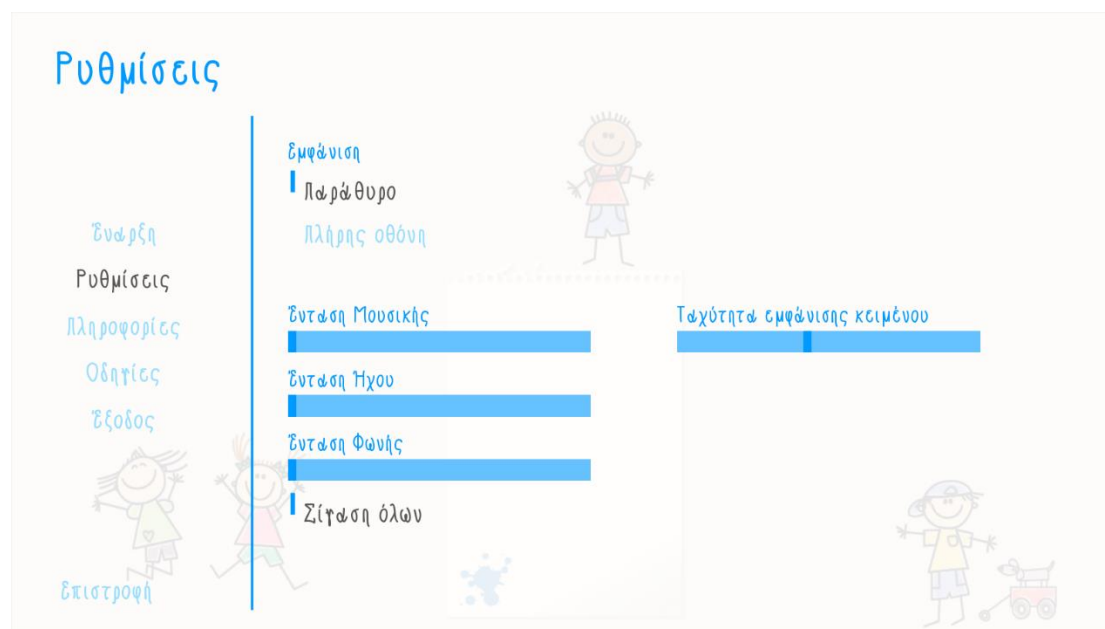 Ρυθμίσεις
Έναρξη
Ρυθμίσεις
Πληροφορίες
Οδηγίες
Έξοδος
Επιστροφή
Εμφάνιση
Παράθυρο
Πλήρης οθόνη
Ένταση Μουσικής
Ένταση Ήχου
Ένταση Φωνής
Σίγαση όλων
Ταχύτητα εμφάνισης κειμένου